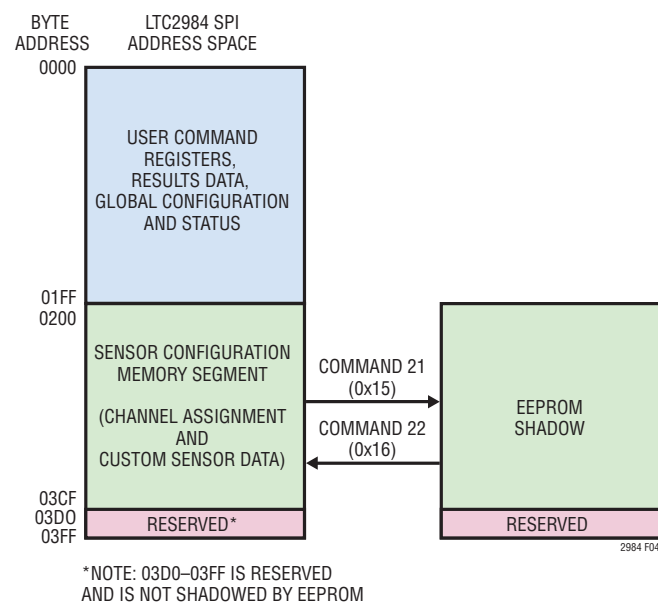 BYTE
ADDRESS
LTC2984 SPI
ADDRESS SPACE
0000
USER COMMAND
REGISTERS,
RESULTS DATA,
GLOBAL CONFIGURATION
AND STATUS
01FF
0200
SENSOR CONFIGURATION
MEMORY SEGMENT
(CHANNEL ASSIGNMENT
AND
CUSTOM SENSOR DATA)
COMMAND 21
(0x15)
COMMAND 22
(0x16)
EEPROM
SHADOW
03CF
03D0
03FF
RESERVED*
RESERVED
2984 F04
*NOTE: 03D0–03FF IS RESERVED
AND IS NOT SHADOWED BY EEPROM